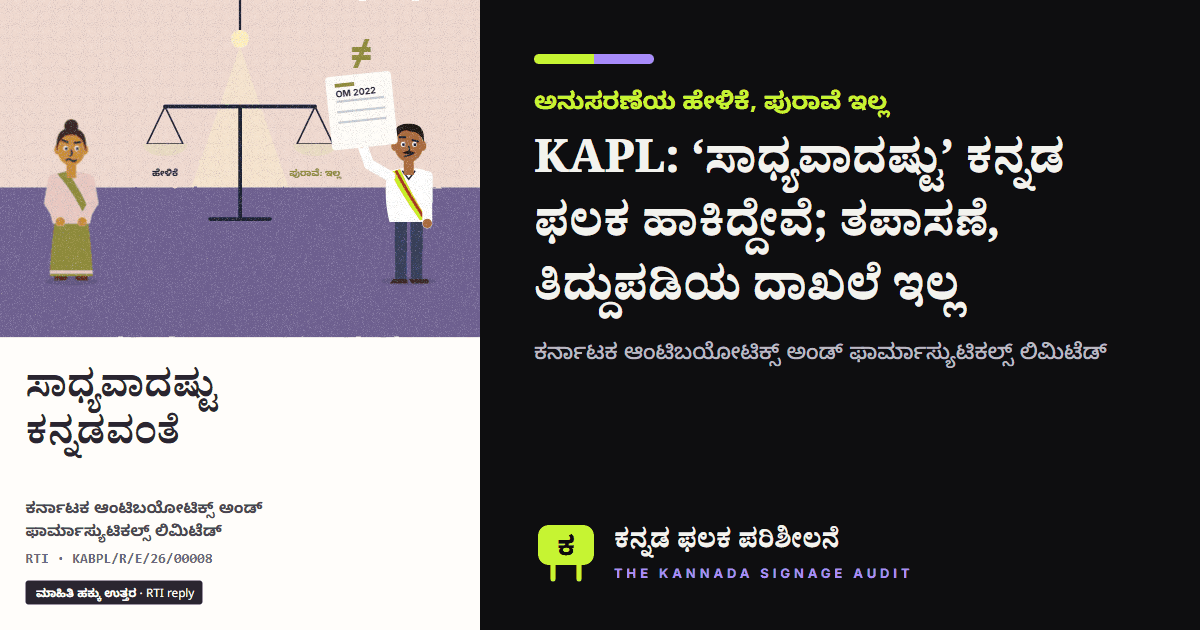 ≠
OM 2022
ಹೇಳಿಕೆ
ಪುರಾವೆ: ಇಲ್ಲ
ಸಾಧ್ಯವಾದಷ್ಟು
ಕನ್ನಡವಂತೆ
ಕರ್ನಾಟಕ ಆಂಟಿಬಯೋಟಿಕ್ಸ್ ಅಂಡ್
ಫಾರ್ಮಾಸ್ಯುಟಿಕಲ್ಸ್ ಲಿಮಿಟೆಡ್
RTI · KABPL/R/E/26/00008
ಮಾಹಿತಿ ಹಕ್ಕು ಉತ್ತರ · RTI reply
ಅನುಸರಣೆಯ ಹೇಳಿಕೆ, ಪುರಾವೆ ಇಲ್ಲ
KAPL: ‘ಸಾಧ್ಯವಾದಷ್ಟು’ ಕನ್ನಡ
ಫಲಕ ಹಾಕಿದ್ದೇವೆ; ತಪಾಸಣೆ,
ತಿದ್ದುಪಡಿಯ ದಾಖಲೆ ಇಲ್ಲ
ಕರ್ನಾಟಕ ಆಂಟಿಬಯೋಟಿಕ್ಸ್ ಅಂಡ್ ಫಾರ್ಮಾಸ್ಯುಟಿಕಲ್ಸ್ ಲಿಮಿಟೆಡ್
ಕ
ಕನ್ನಡ ಫಲಕ ಪರಿಶೀಲನೆ
THE KANNADA SIGNAGE AUDIT